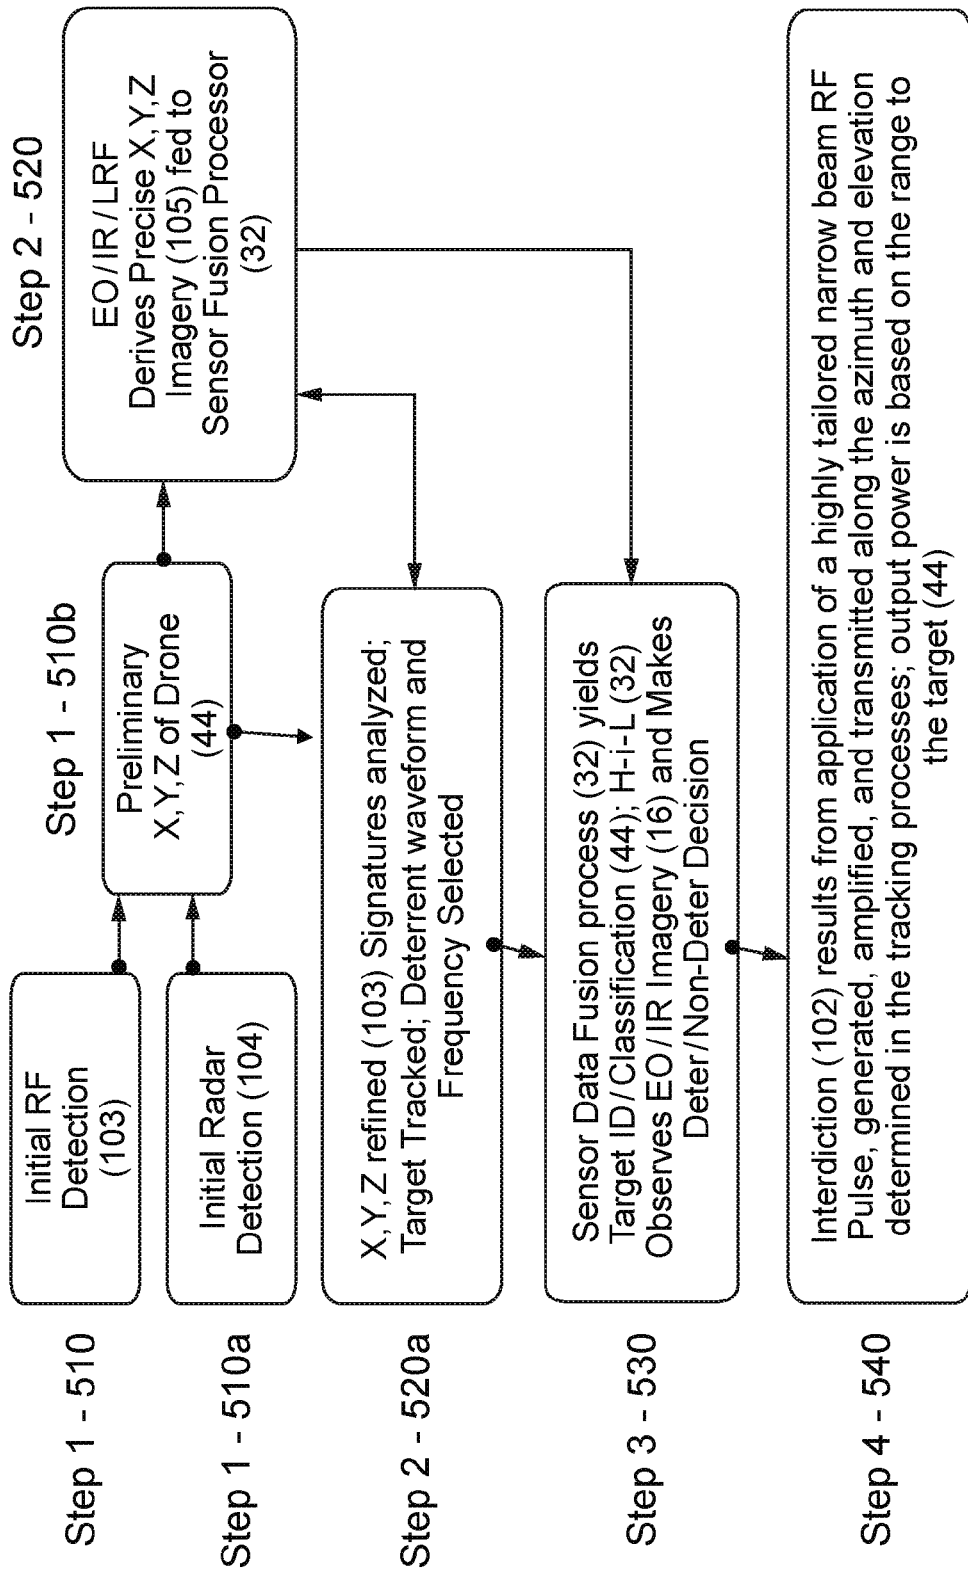 Step 1 - 510
Initial RF
Detection
(103)
Step 1 - 510a
Initial Radar
Detection (104)
Step 1 - 510b
Preliminary
X,Y,Z of Drone
(44)
Step 2 - 520
EO/IR/LRF
Derives Precise X,Y,Z
Imagery (105) fed to
Sensor Fusion Processor
(32)
Step 2 - 520a
X,Y,Z refined (103) Signatures analyzed;
Target Tracked; Deterrent waveform and
Frequency Selected
Step 3 - 530
Sensor Data Fusion process (32) yields
Target ID/Classification (44); H-i-L (32)
Observes EO/IR Imagery (16) and Makes
Deter/Non-Deter Decision
Step 4 - 540
Interdiction (102) results from application of a highly tailored narrow beam RF
Pulse, generated, amplified, and transmitted along the azimuth and elevation
determined in the tracking processes; output power is based on the range to
the target (44)